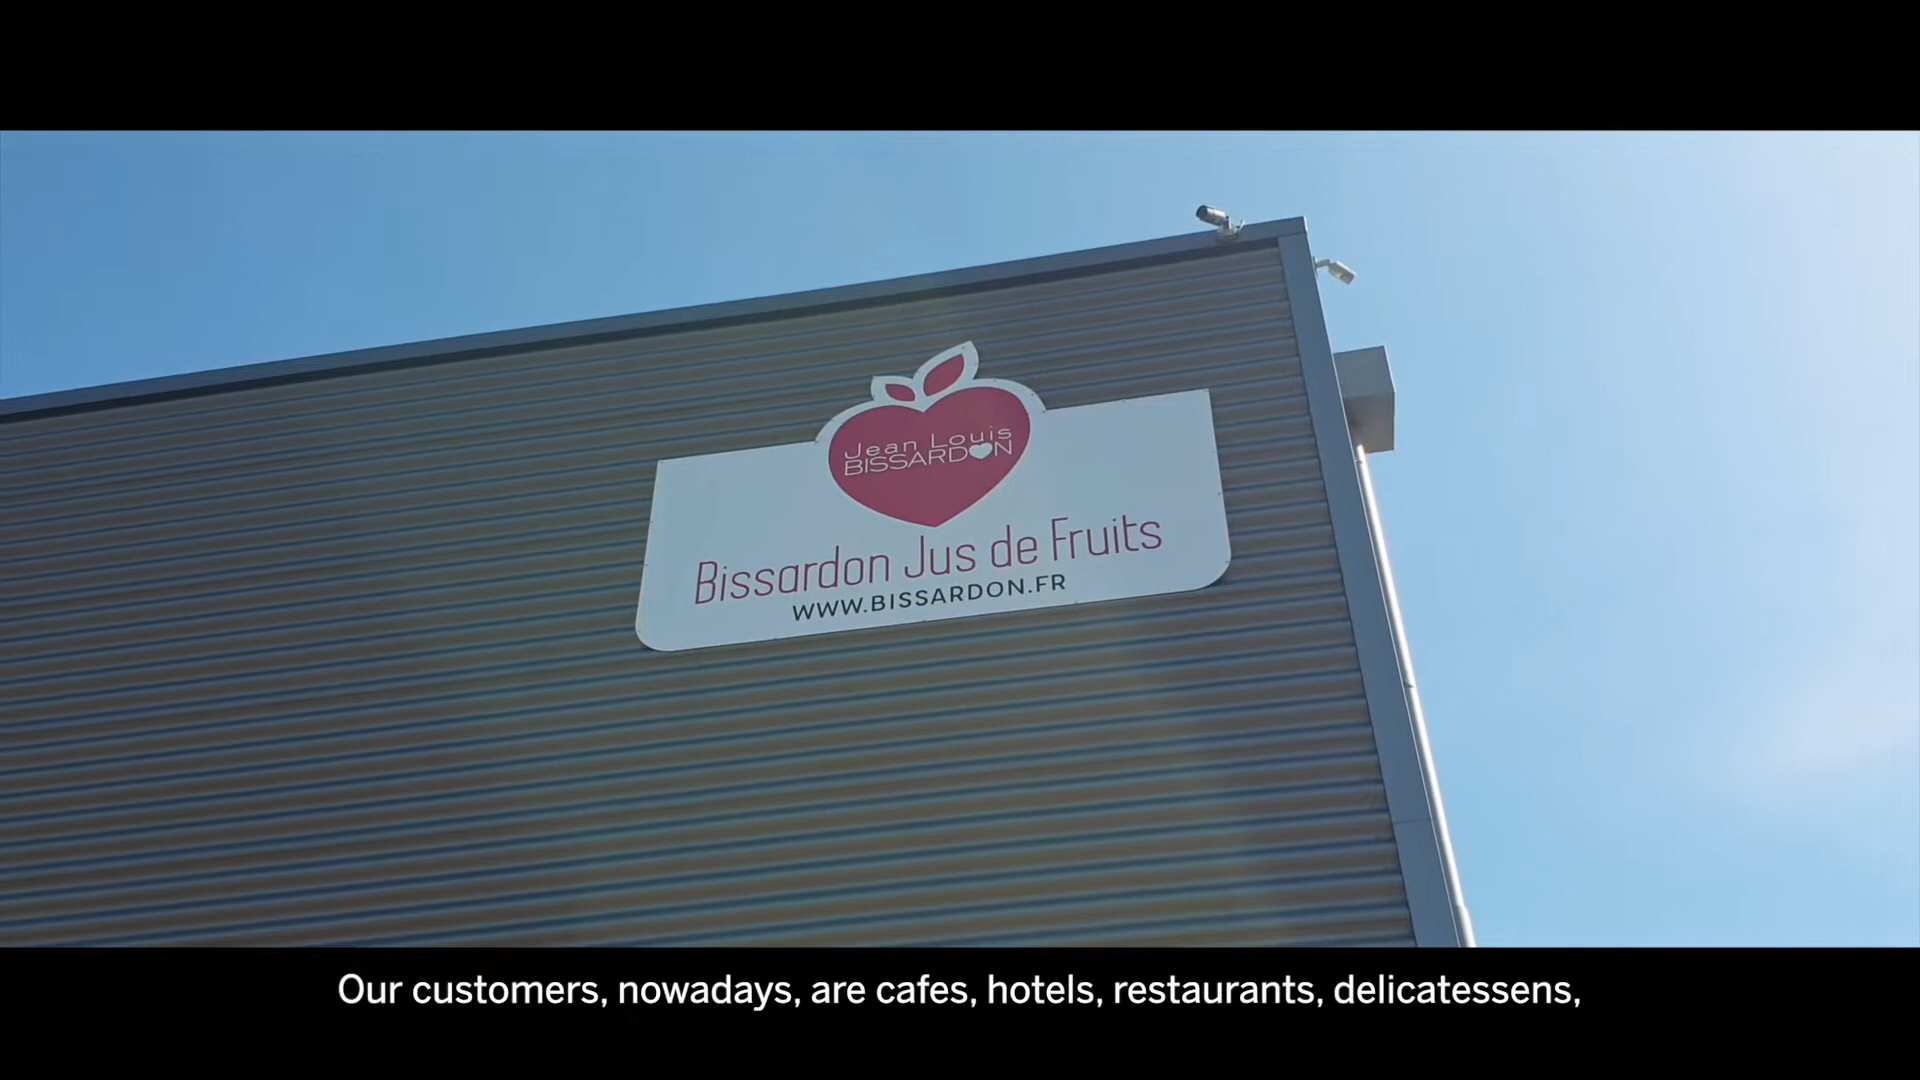 Jean Louis
BISSARDON
Bissardon Jus de Fruits
WWW.BISSARDON.FR
Our customers, nowadays, are cafes, hotels, restaurants, delicatessens,